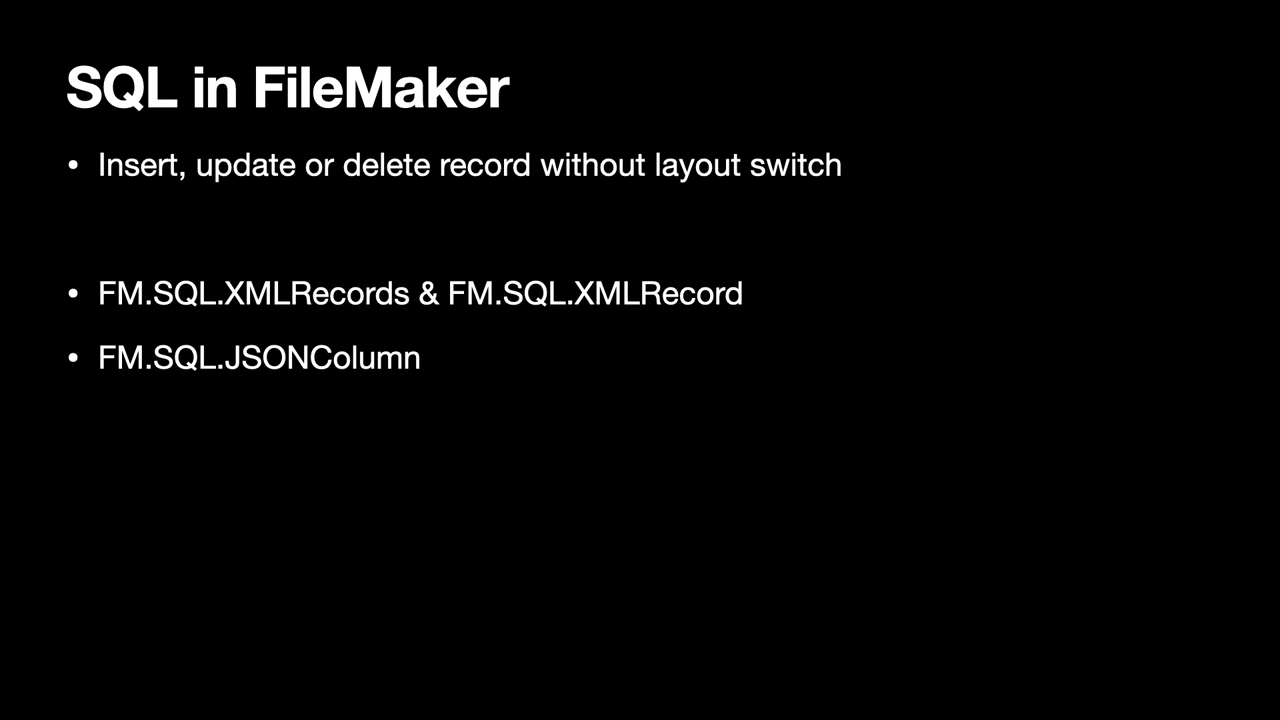 SQL in FileMaker
• Insert, update or delete record without layout switch
• FM.SQL.XMLRecords & FM.SQL.XMLRecord
• FM.SQL.JSONColumn